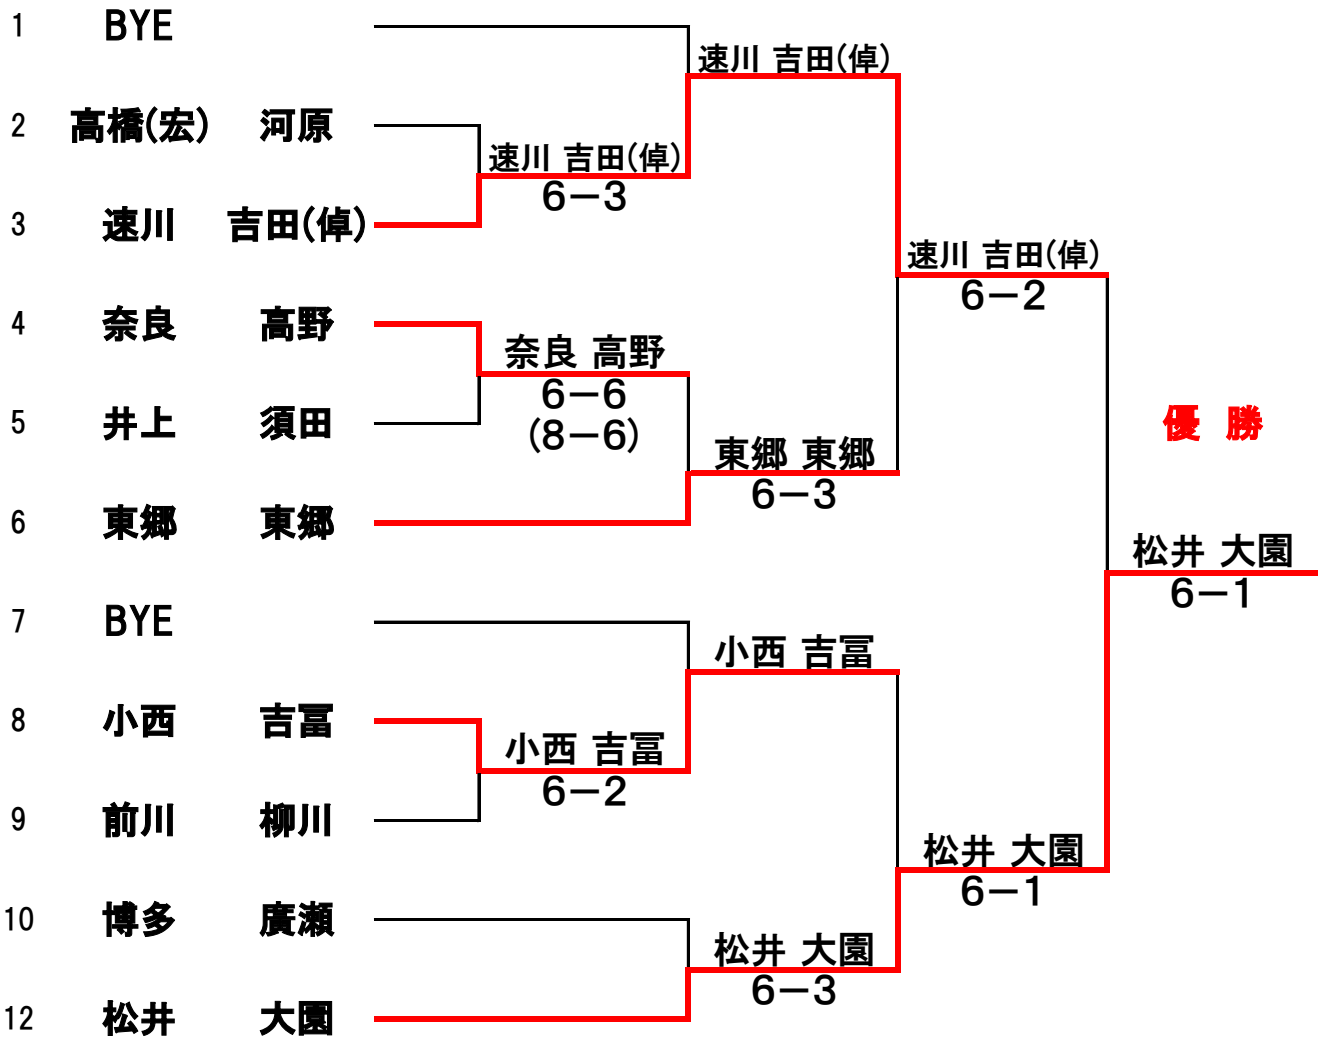 1 BYE
速川 吉田(倬)
2 高橋(宏) 河原
速川 吉田(倬)
6－3
3 速川 吉田(倬)
速川 吉田(倬)
6－2
4 奈良 高野
奈良 高野
6－6
(8－6)
5 井上 須田
優 勝
東郷 東郷
6－3
6 東郷 東郷
松井 大園
6－1
7 BYE
小西 吉冨
8 小西 吉冨
小西 吉冨
6－2
9 前川 柳川
松井 大園
6－1
10 博多 廣瀬
松井 大園
6－3
12 松井 大園